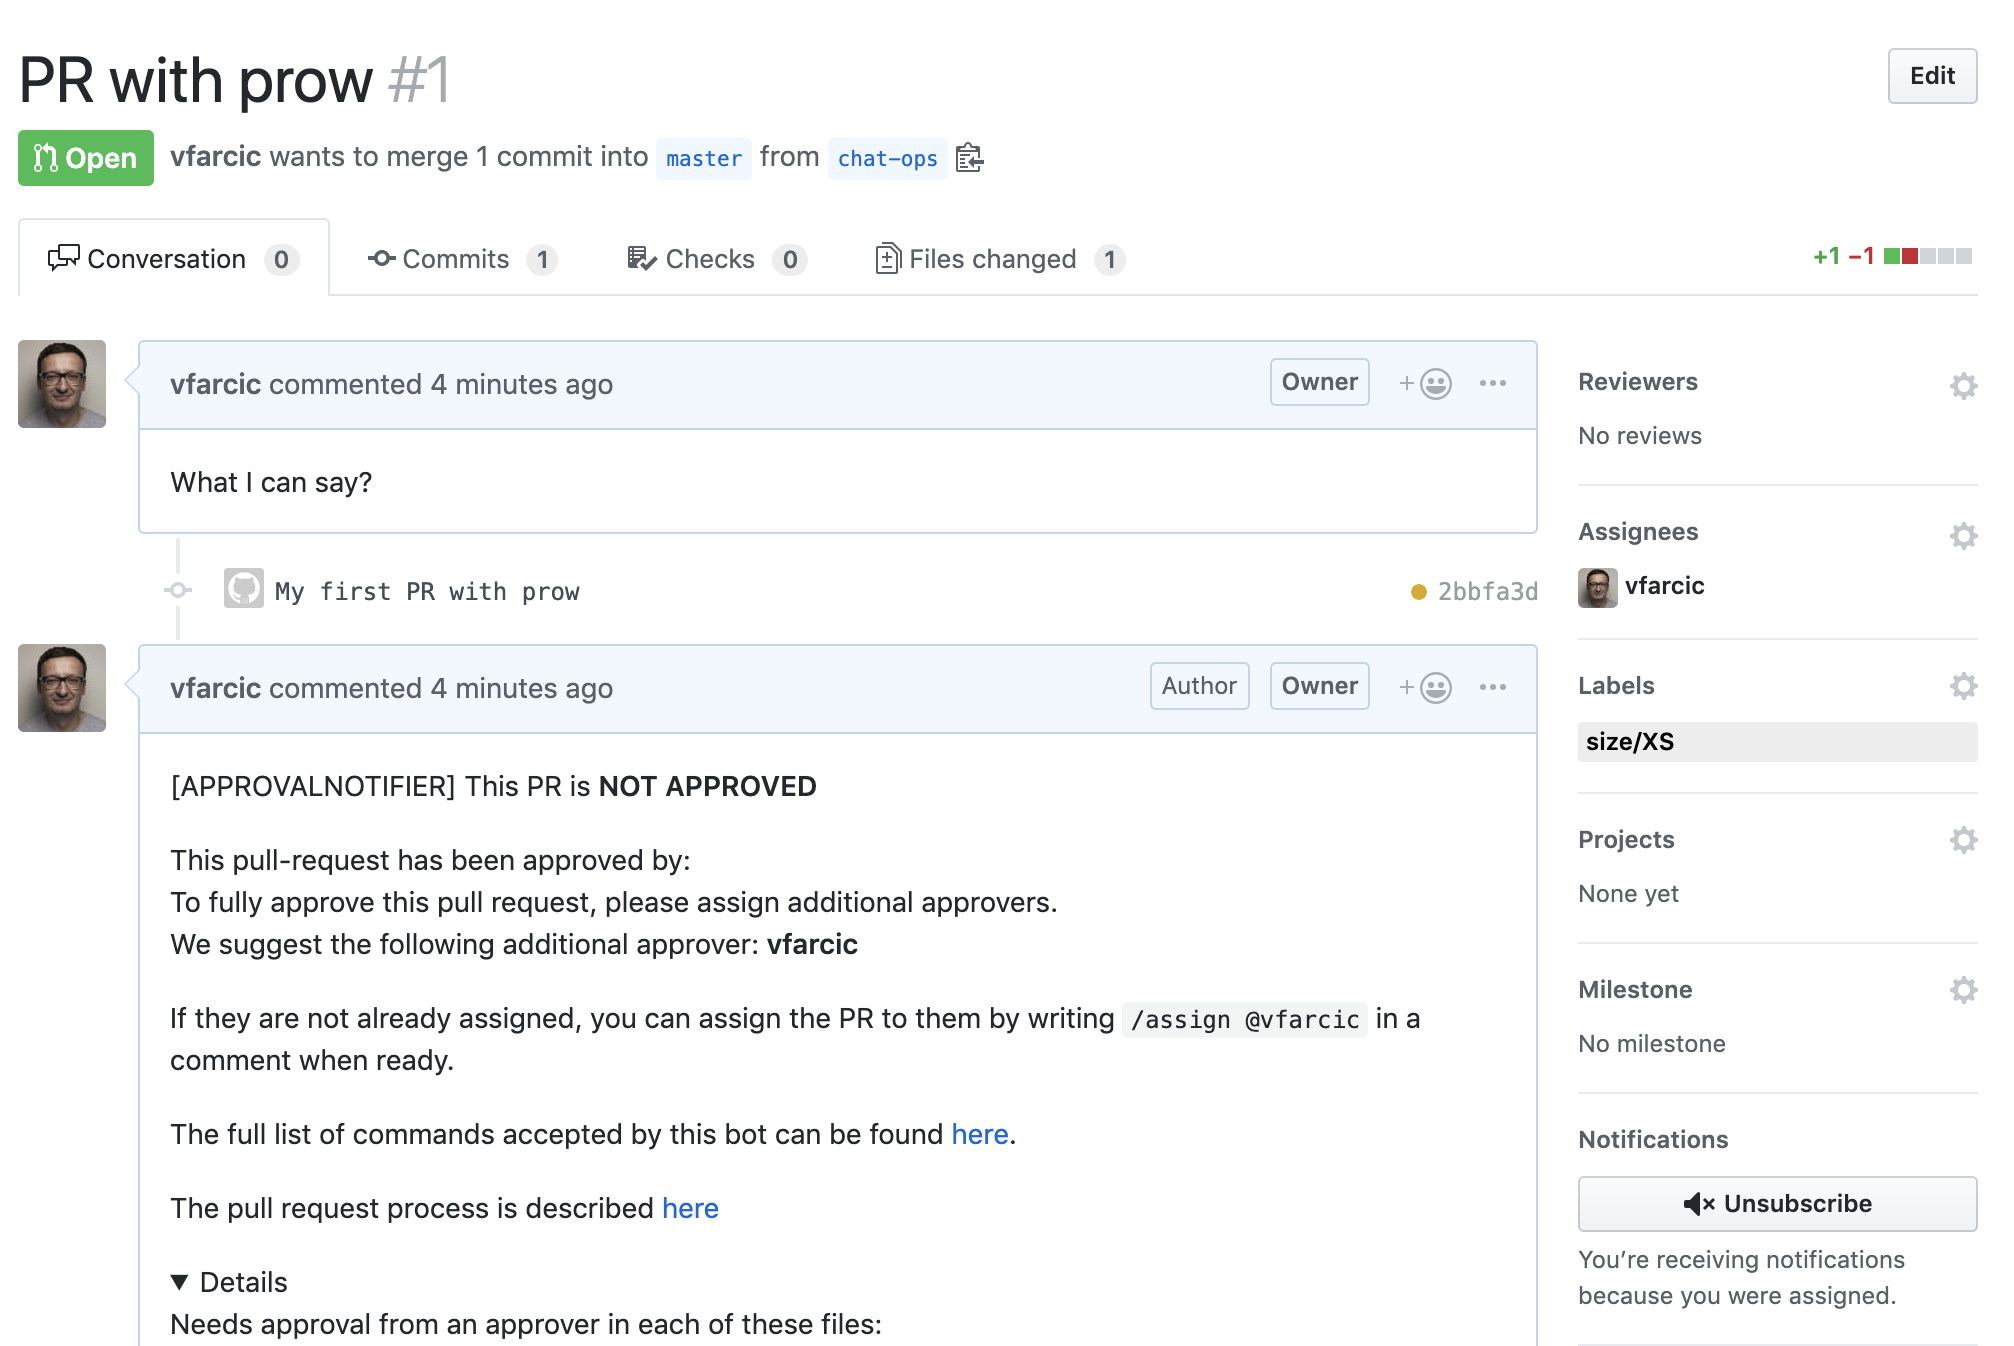 PR with prow #1
Edit
Open
vfarcic wants to merge 1 commit into master from chat-ops
Conversation 0
Commits 1
Checks 0
Files changed 1
+1 −1
vfarcic commented 4 minutes ago
Owner
What I can say?
My first PR with prow
2bbfa3d
vfarcic commented 4 minutes ago
Author
Owner
[APPROVALNOTIFIER] This PR is NOT APPROVED
This pull-request has been approved by:
To fully approve this pull request, please assign additional approvers.
We suggest the following additional approver: vfarcic
If they are not already assigned, you can assign the PR to them by writing /assign @vfarcic in a
comment when ready.
The full list of commands accepted by this bot can be found here.
The pull request process is described here
▼ Details
Needs approval from an approver in each of these files:
Reviewers
No reviews
Assignees
vfarcic
Labels
size/XS
Projects
None yet
Milestone
No milestone
Notifications
Unsubscribe
You’re receiving notifications
because you were assigned.